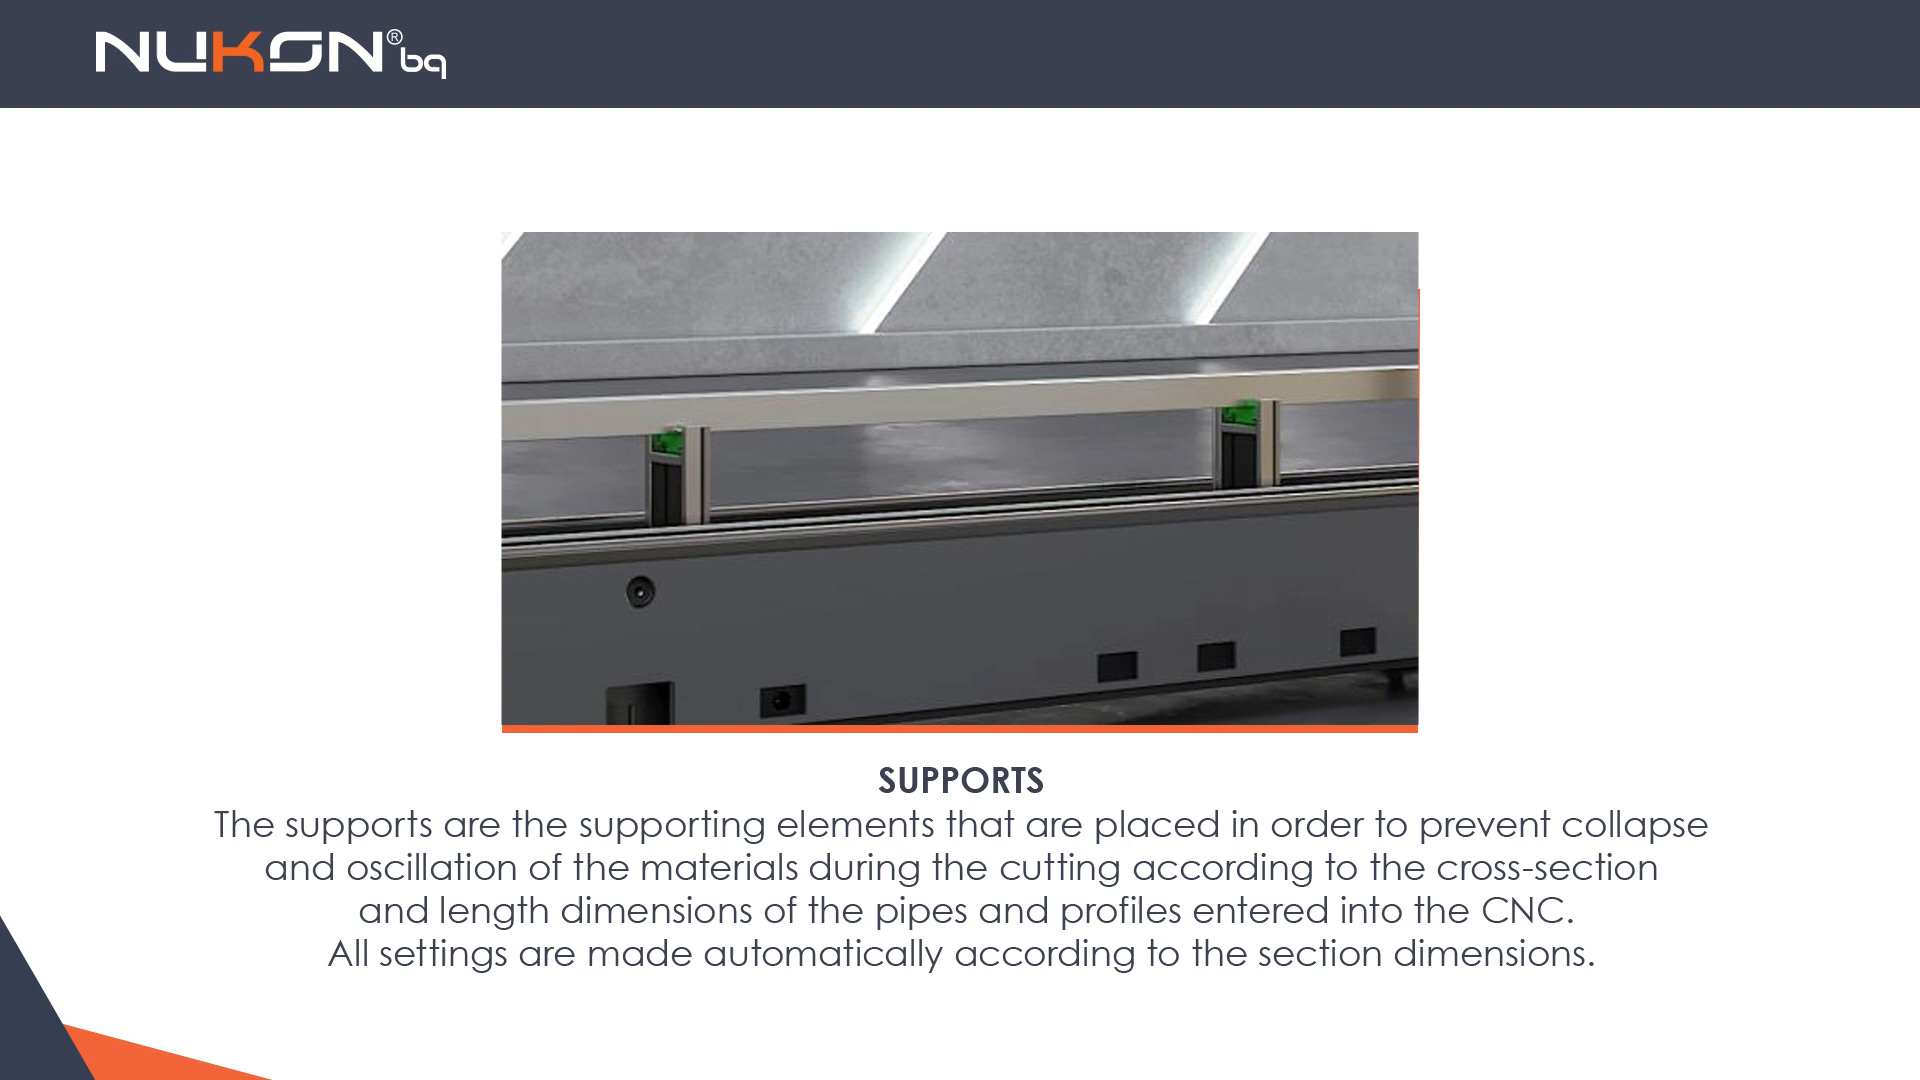 NUKON® bg
SUPPORTS
The supports are the supporting elements that are placed in order to prevent collapse
and oscillation of the materials during the cutting according to the cross-section
and length dimensions of the pipes and profiles entered into the CNC.
All settings are made automatically according to the section dimensions.